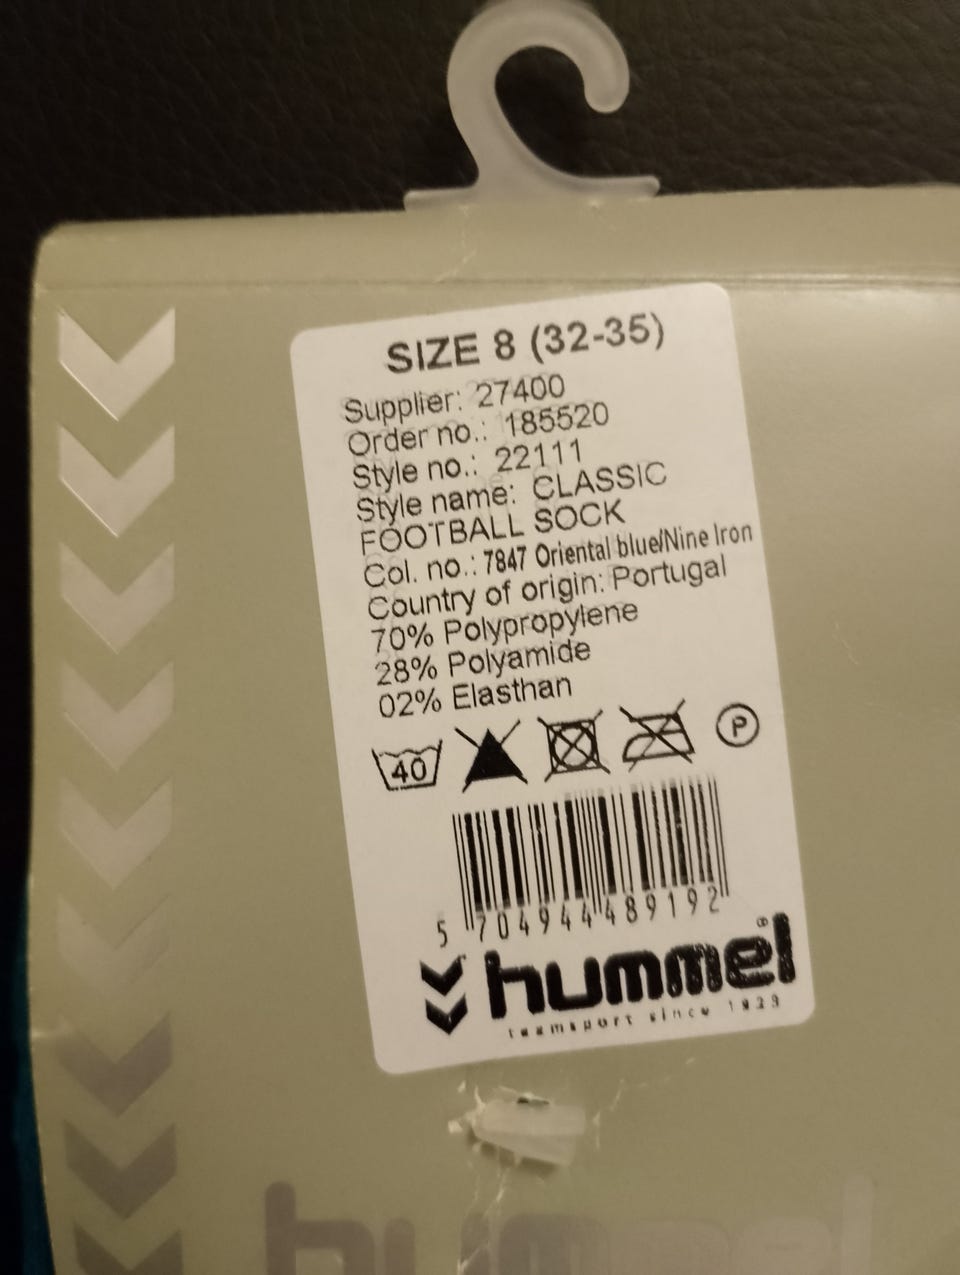 SIZE 8 (32-35)
Supplier: 27400
Order no.: 185520
Style no.: 22111
Style name: CLASSIC
FOOTBALL SOCK
Col. no.: 7847 Oriental blue/Nine Iron
Country of origin: Portugal
70% Polypropylene
28% Polyamide
02% Elasthan
40 P
5 704944 489192
hummel®
teamsport since 1923
hummel